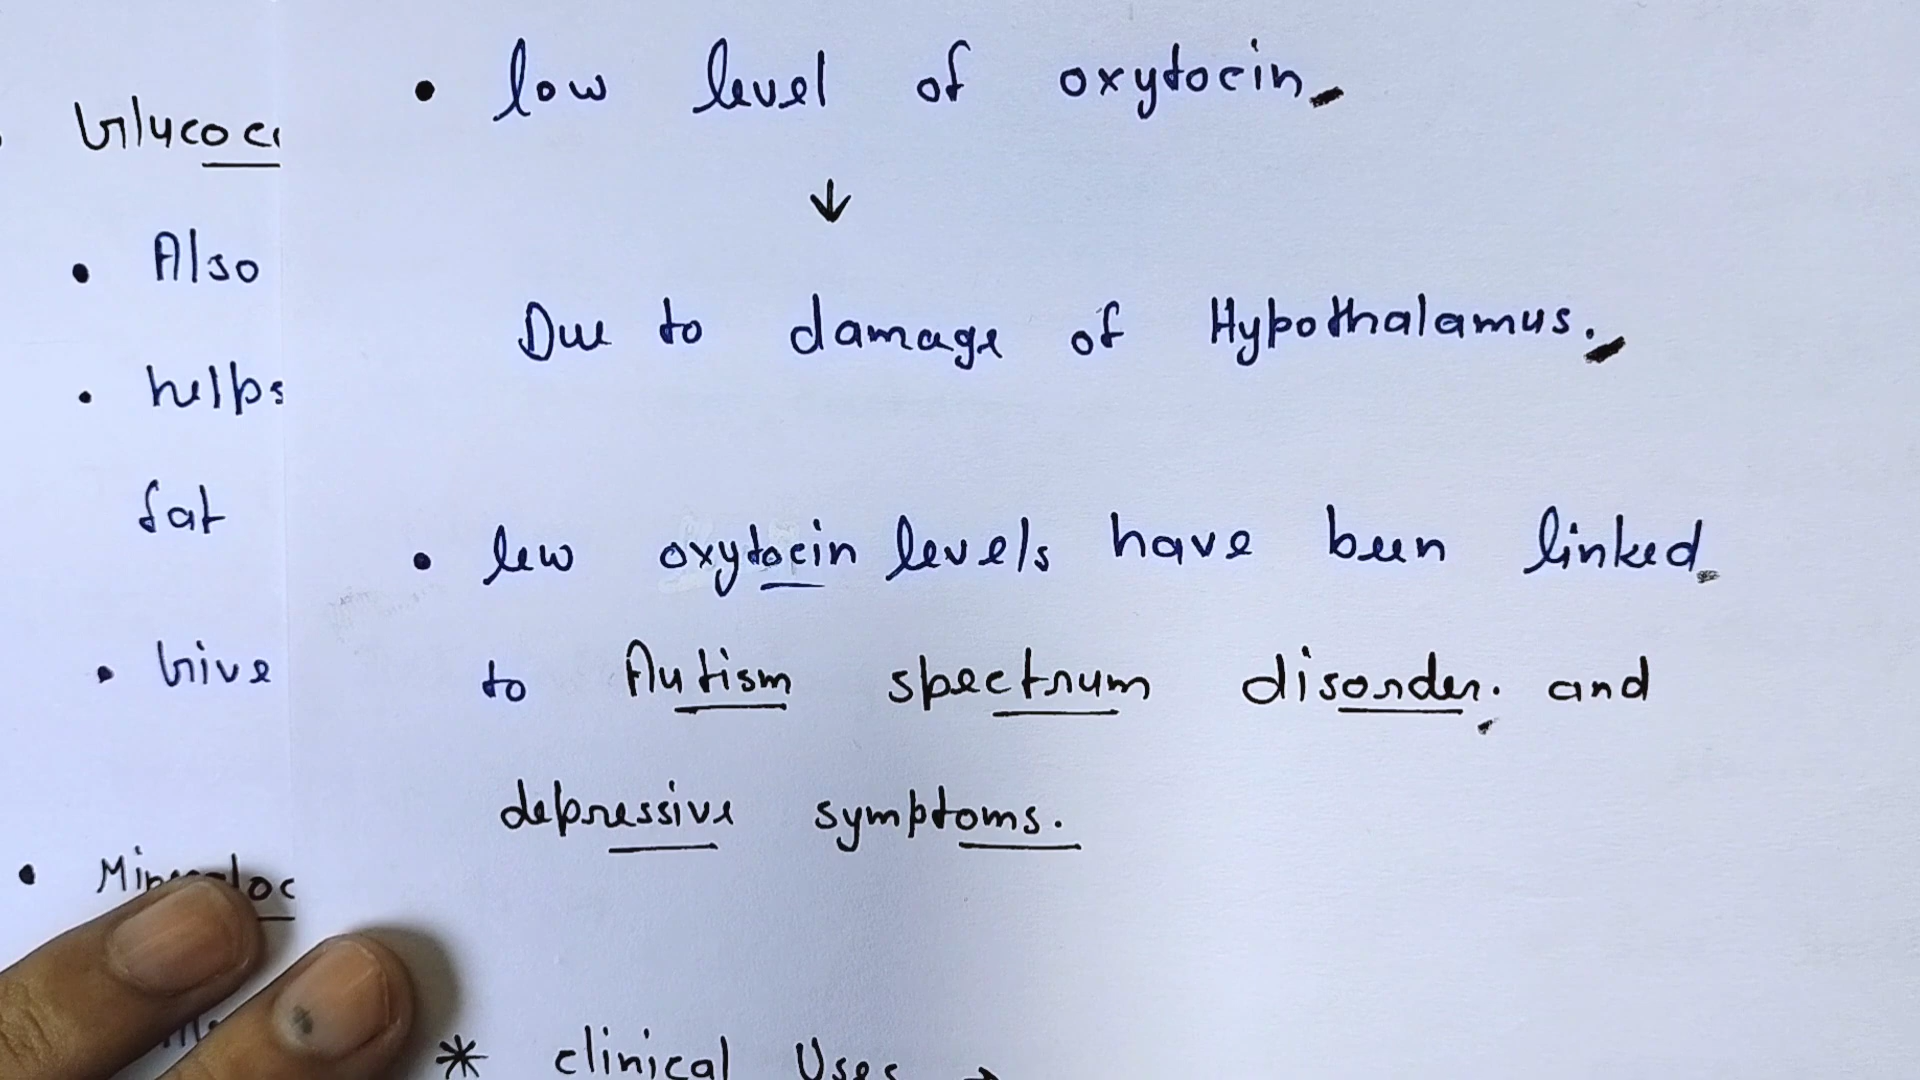 • low level of oxytocin
↓
Due to damage of Hypothalamus.
• low oxytocin levels have been linked
to Autism spectrum disorder. and
depressive symptoms.
* clinical Uses →
• Also
• helps
fat
• Give